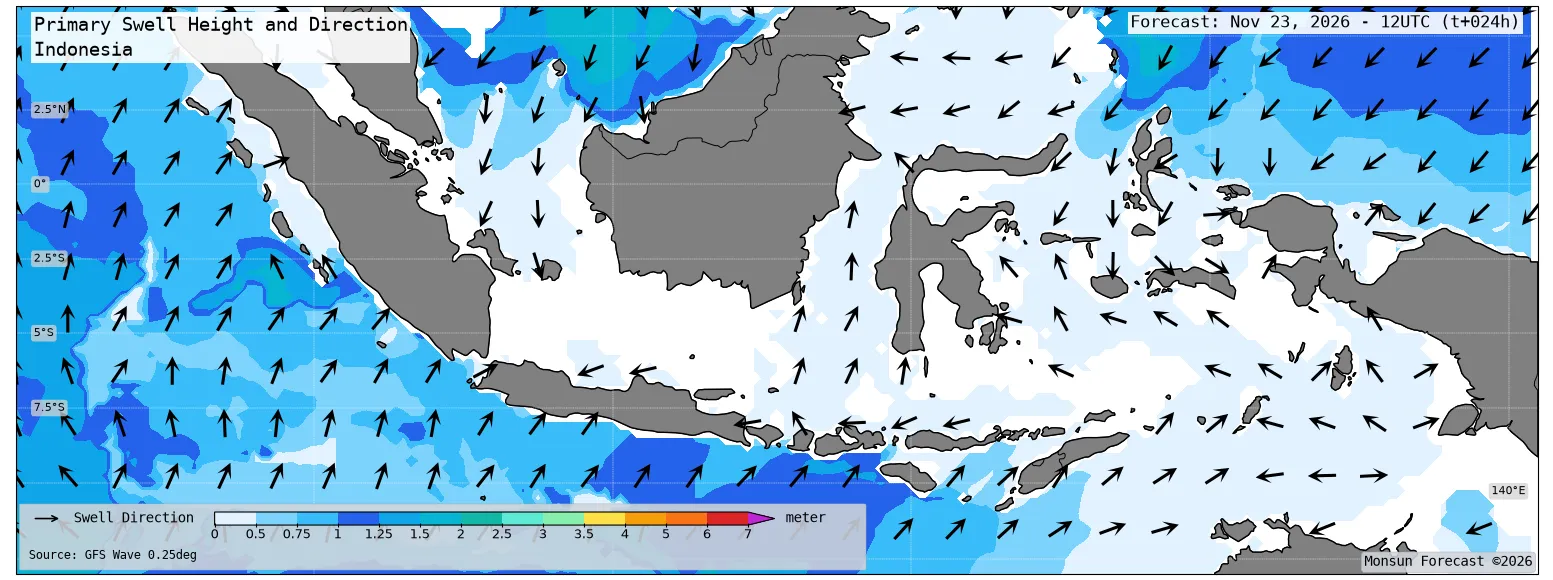 Primary Swell Height and Direction
Indonesia
Forecast: Nov 23, 2026 - 12UTC (t+024h)
2.5°N
0°
2.5°S
5°S
7.5°S
140°E
Swell Direction
meter
0 0.5 0.75 1 1.25 1.5 2 2.5 3 3.5 4 5 6 7
Source: GFS Wave 0.25deg
Monsun Forecast ©2026